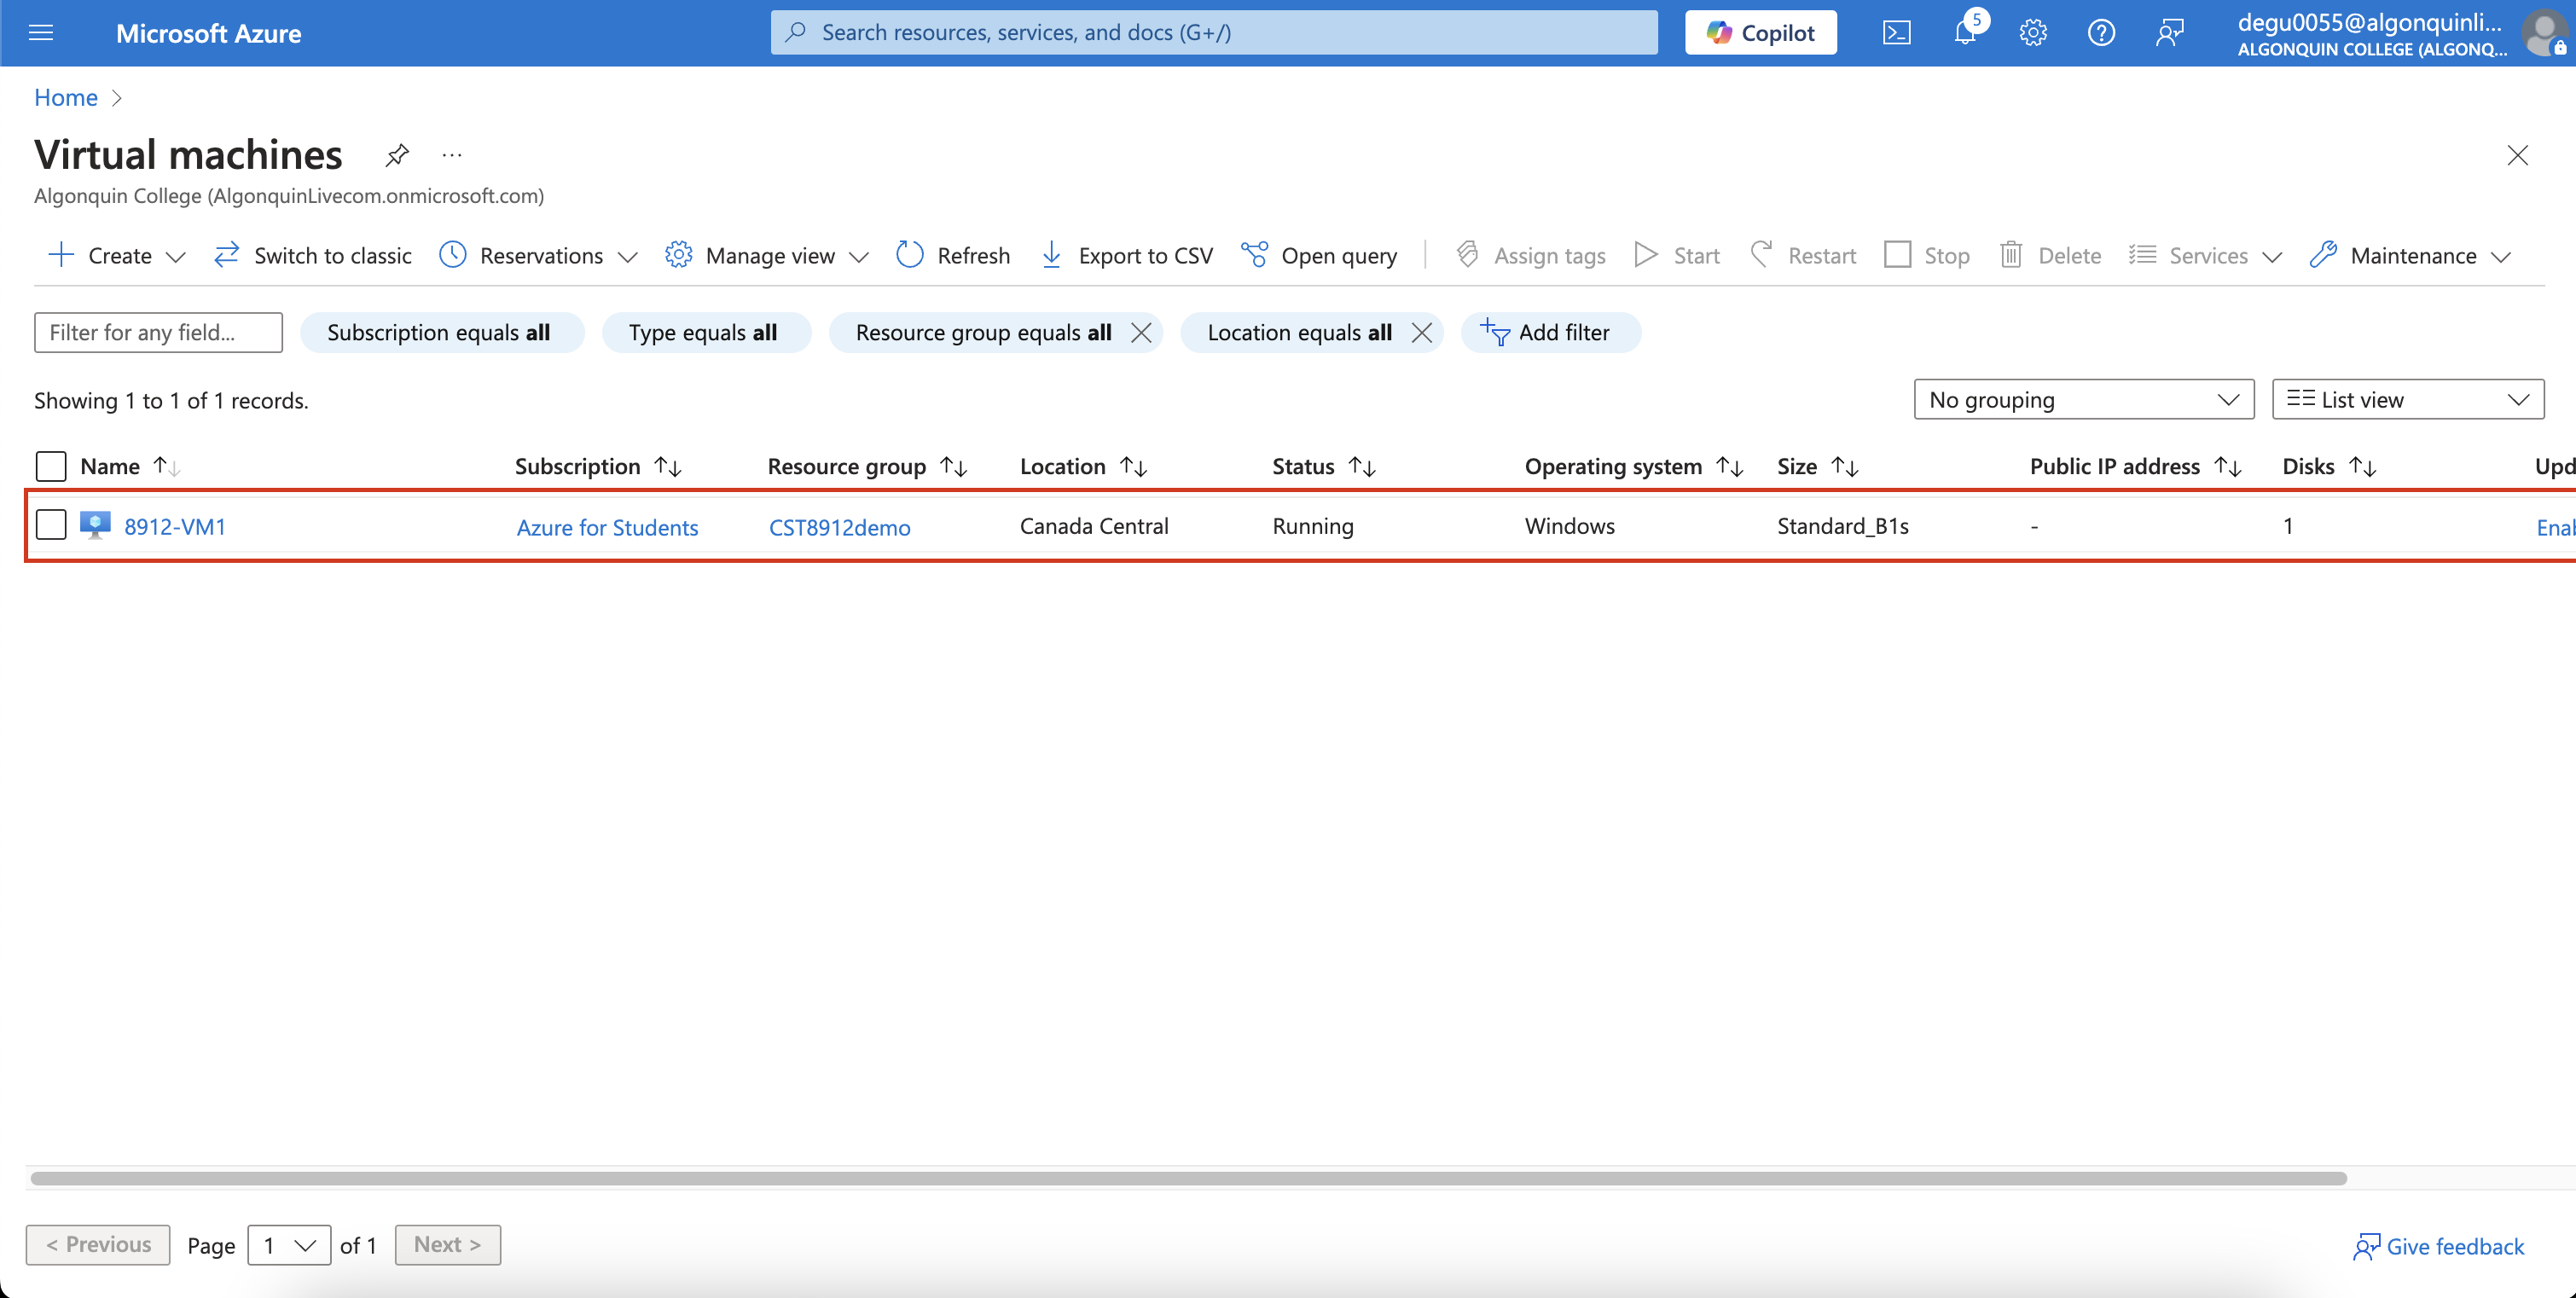 Microsoft Azure
Search resources, services, and docs (G+/)
Copilot
5
degu0055@algonquinli...
ALGONQUIN COLLEGE (ALGONQ...
Home
Virtual machines
Algonquin College (AlgonquinLivecom.onmicrosoft.com)
Create Switch to classic Reservations Manage view Refresh Export to CSV Open query Assign tags Start Restart Stop Delete Services Maintenance
Filter for any field... Subscription equals all Type equals all Resource group equals all Location equals all Add filter
Showing 1 to 1 of 1 records.
No grouping List view
Name Subscription Resource group Location Status Operating system Size Public IP address Disks Upd
8912-VM1 Azure for Students CST8912demo Canada Central Running Windows Standard_B1s - 1 Enab
< Previous Page 1 of 1 Next >
Give feedback